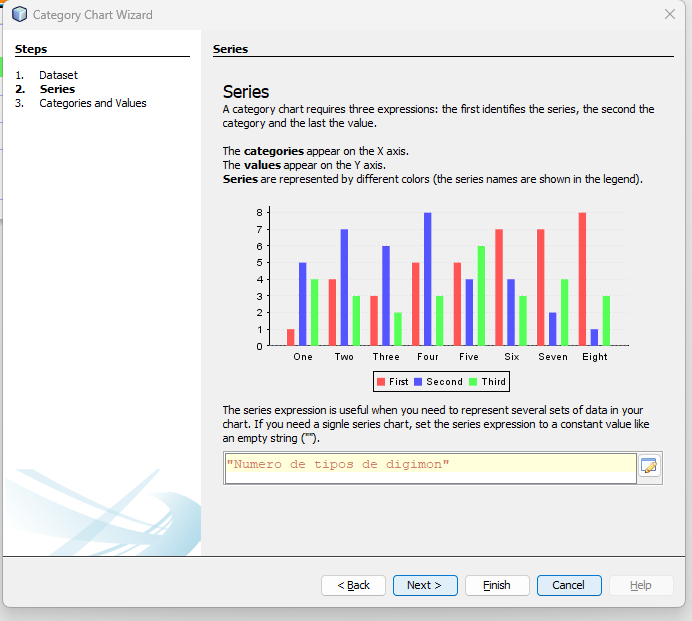 Category Chart Wizard
Steps
1. Dataset
2. Series
3. Categories and Values
Series
Series
A category chart requires three expressions: the first identifies the series, the second the
category and the last the value.
The categories appear on the X axis.
The values appear on the Y axis.
Series are represented by different colors (the series names are shown in the legend).
8
7
6
5
4
3
2
1
0
One Two Three Four Five Six Seven Eight
First Second Third
The series expression is useful when you need to represent several sets of data in your
chart. If you need a signle series chart, set the series expression to a constant value like
an empty string ("").
"Numero de tipos de digimon"
< Back Next > Finish Cancel Help